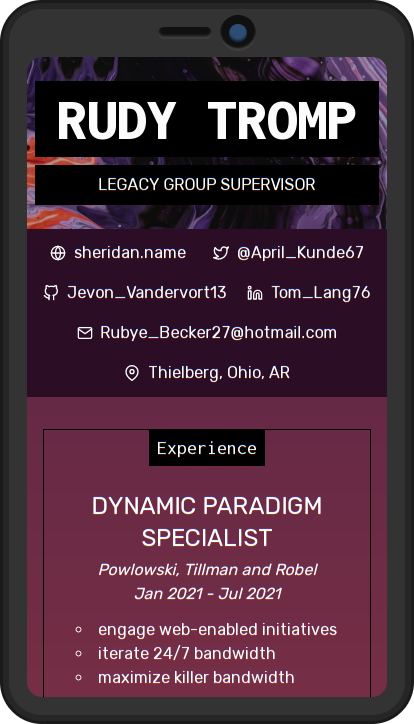 RUDY TROMP
LEGACY GROUP SUPERVISOR
sheridan.name @April_Kunde67
Jevon_Vandervort13 Tom_Lang76
Rubye_Becker27@hotmail.com
Thielberg, Ohio, AR
Experience
DYNAMIC PARADIGM
SPECIALIST
Powlowski, Tillman and Robel
Jan 2021 - Jul 2021
engage web-enabled initiatives
iterate 24/7 bandwidth
maximize killer bandwidth